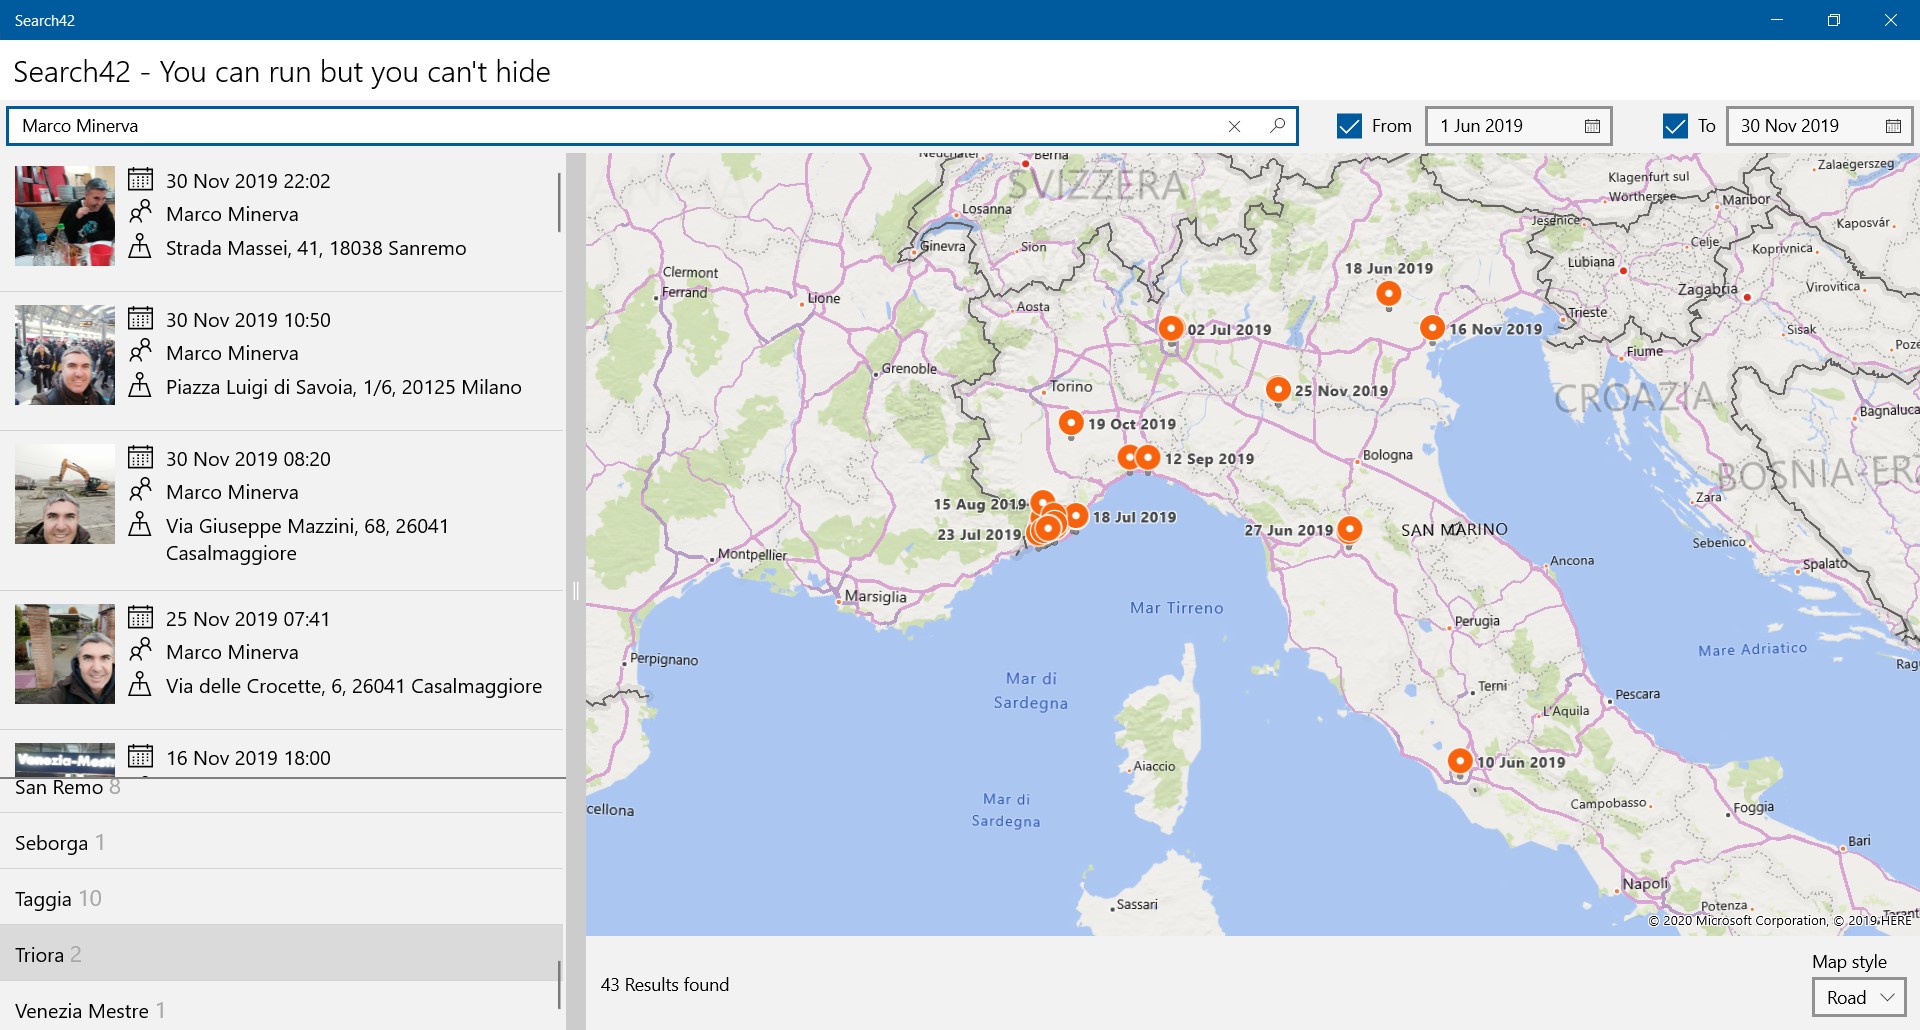 Search42
Search42 - You can run but you can't hide
Marco Minerva
From
1 Jun 2019
To
30 Nov 2019
30 Nov 2019 22:02
Marco Minerva
Strada Massei, 41, 18038 Sanremo
30 Nov 2019 10:50
Marco Minerva
Piazza Luigi di Savoia, 1/6, 20125 Milano
30 Nov 2019 08:20
Marco Minerva
Via Giuseppe Mazzini, 68, 26041
Casalmaggiore
25 Nov 2019 07:41
Marco Minerva
Via delle Crocette, 6, 26041 Casalmaggiore
Venezia-Mest
16 Nov 2019 18:00
San Remo 8
Seborga 1
Taggia 10
Triora 2
Venezia Mestre 1
Neuchatel
Berna
SVIZZERA
Losanna
Ginevra
Sion
Clermont
Ferrand
Lione
Aosta
Grenoble
Torino
Montpellier
Marsiglia
Perpignano
cellona
Zalaegerszeg
Klagenfurt sul
Worthersee
Maribor
Jesenice
Kaposvár
Celje
Koprivnica
Lubiana
Zagabria
Virovitica
Trieste
Sisak
Fiume
Poze
CROAZIA
Bagnaluca
BOSNIA-ERZ
Zara
Sebenico
Spalato
Rag
18 Jun 2019
02 Jul 2019
16 Nov 2019
25 Nov 2019
19 Oct 2019
12 Sep 2019
15 Aug 2019
18 Jul 2019
23 Jul 2019
27 Jun 2019
10 Jun 2019
Bologna
SAN MARINO
Ancona
Perugia
Terni
L'Aquila
Pescara
Mar Tirreno
Mar di
Sardegna
Mare Adriatico
Aiaccio
Mar di
Sardegna
Campobasso
Foggia
Bari
Napoli
Potenza
Sassari
Tarant
© 2020 Microsoft Corporation, © 2019 HERE
43 Results found
Map style
Road